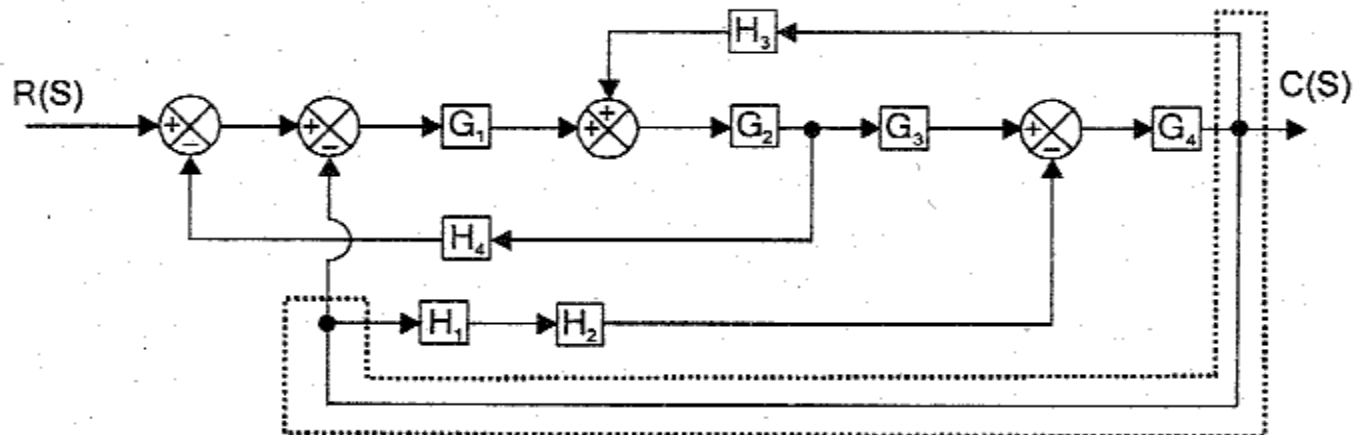 H₃
R(S)
C(S)
+ −
+ −
G₁
+ +
G₂
G₃
+ −
G₄
H₄
H₁
H₂